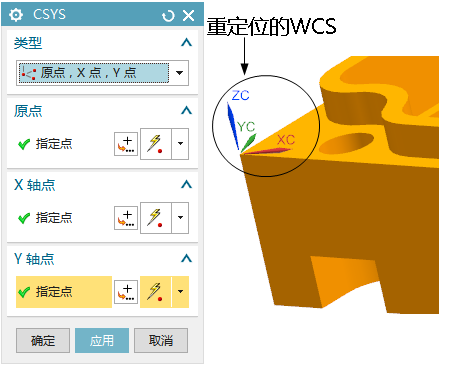 CSYS
重定位的WCS
类型
原点，X 点，Y 点
原点
指定点
X 轴点
指定点
Y 轴点
指定点
确定
应用
取消
ZC
YC
XC